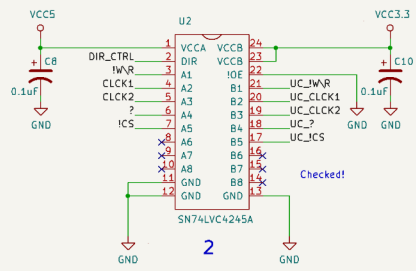 VCC5
U2
VCC3.3
C8
0.1uF
GND
DIR_CTRL
!W\R
CLCK1
CLCK2
?
!CS
1 VCCA VCCB 24
2 DIR VCCB 23
3 A1 !OE 22
4 A2 B1 21
5 A3 B2 20
6 A4 B3 19
7 A5 B4 18
8 A6 B5 17
9 A7 B6 16
10 A8 B7 15
11 GND B8 14
12 GND GND 13
UC_!W\R
UC_CLCK1
UC_CLCK2
UC_?
UC_!CS
C10
0.1uF
GND
GND
Checked!
SN74LVC4245A
2
GND
GND